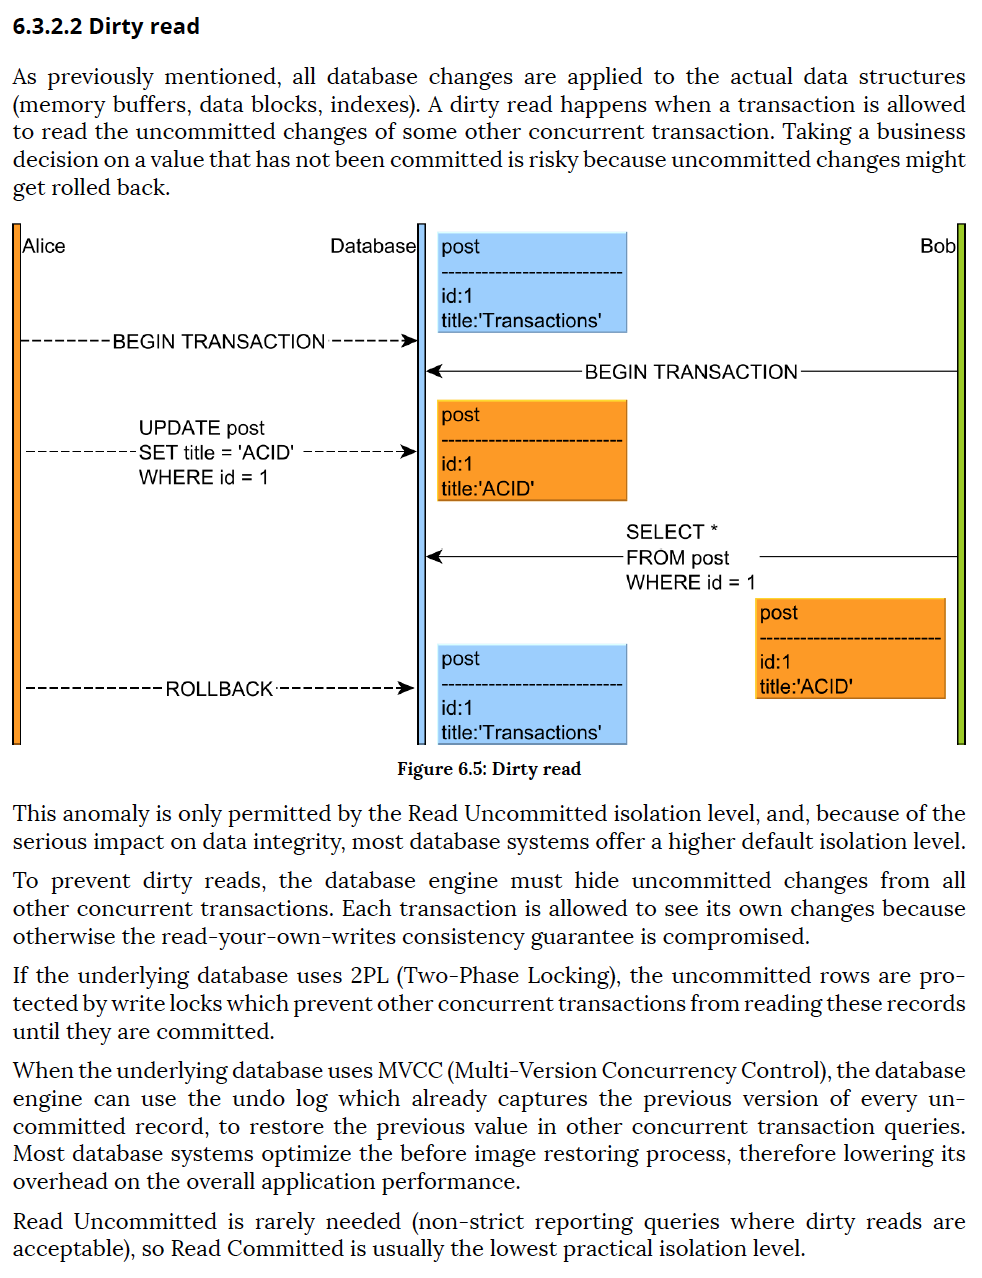 6.3.2.2 Dirty read
As previously mentioned, all database changes are applied to the actual data structures
(memory buffers, data blocks, indexes). A dirty read happens when a transaction is allowed
to read the uncommitted changes of some other concurrent transaction. Taking a business
decision on a value that has not been committed is risky because uncommitted changes might
get rolled back.
Alice
Database
post
Bob
id:1
title:'Transactions'
BEGIN TRANSACTION
BEGIN TRANSACTION
post
UPDATE post
SET title = 'ACID'
WHERE id = 1
id:1
title:'ACID'
SELECT *
FROM post
WHERE id = 1
post
id:1
title:'ACID'
post
ROLLBACK
id:1
title:'Transactions'
Figure 6.5: Dirty read
This anomaly is only permitted by the Read Uncommitted isolation level, and, because of the
serious impact on data integrity, most database systems offer a higher default isolation level.
To prevent dirty reads, the database engine must hide uncommitted changes from all
other concurrent transactions. Each transaction is allowed to see its own changes because
otherwise the read-your-own-writes consistency guarantee is compromised.
If the underlying database uses 2PL (Two-Phase Locking), the uncommitted rows are pro-
tected by write locks which prevent other concurrent transactions from reading these records
until they are committed.
When the underlying database uses MVCC (Multi-Version Concurrency Control), the database
engine can use the undo log which already captures the previous version of every un-
committed record, to restore the previous value in other concurrent transaction queries.
Most database systems optimize the before image restoring process, therefore lowering its
overhead on the overall application performance.
Read Uncommitted is rarely needed (non-strict reporting queries where dirty reads are
acceptable), so Read Committed is usually the lowest practical isolation level.